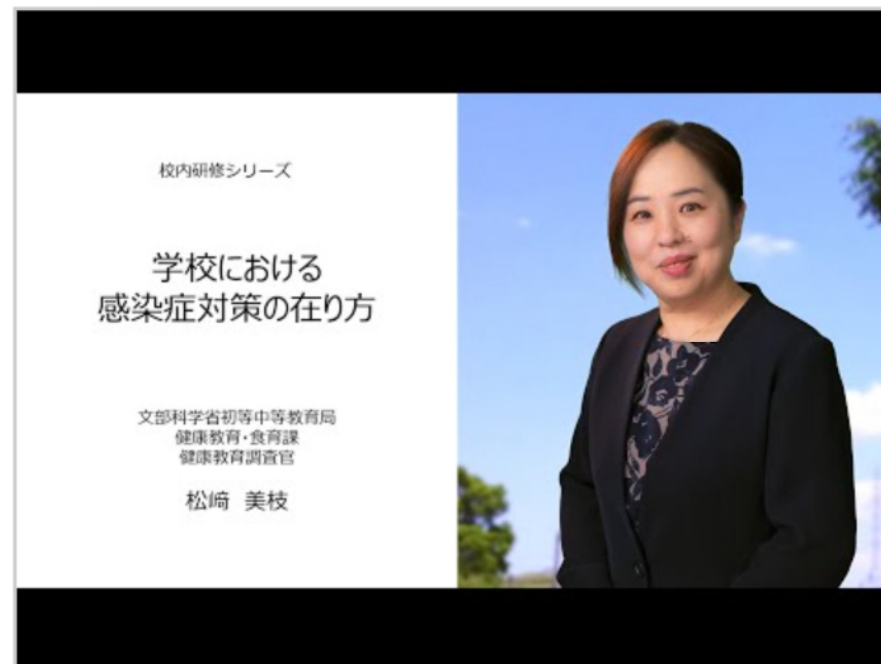 校内研修シリーズ
学校における
感染症対策の在り方
文部科学省初等中等教育局
健康教育・食育課
健康教育調査官
松﨑　美枝